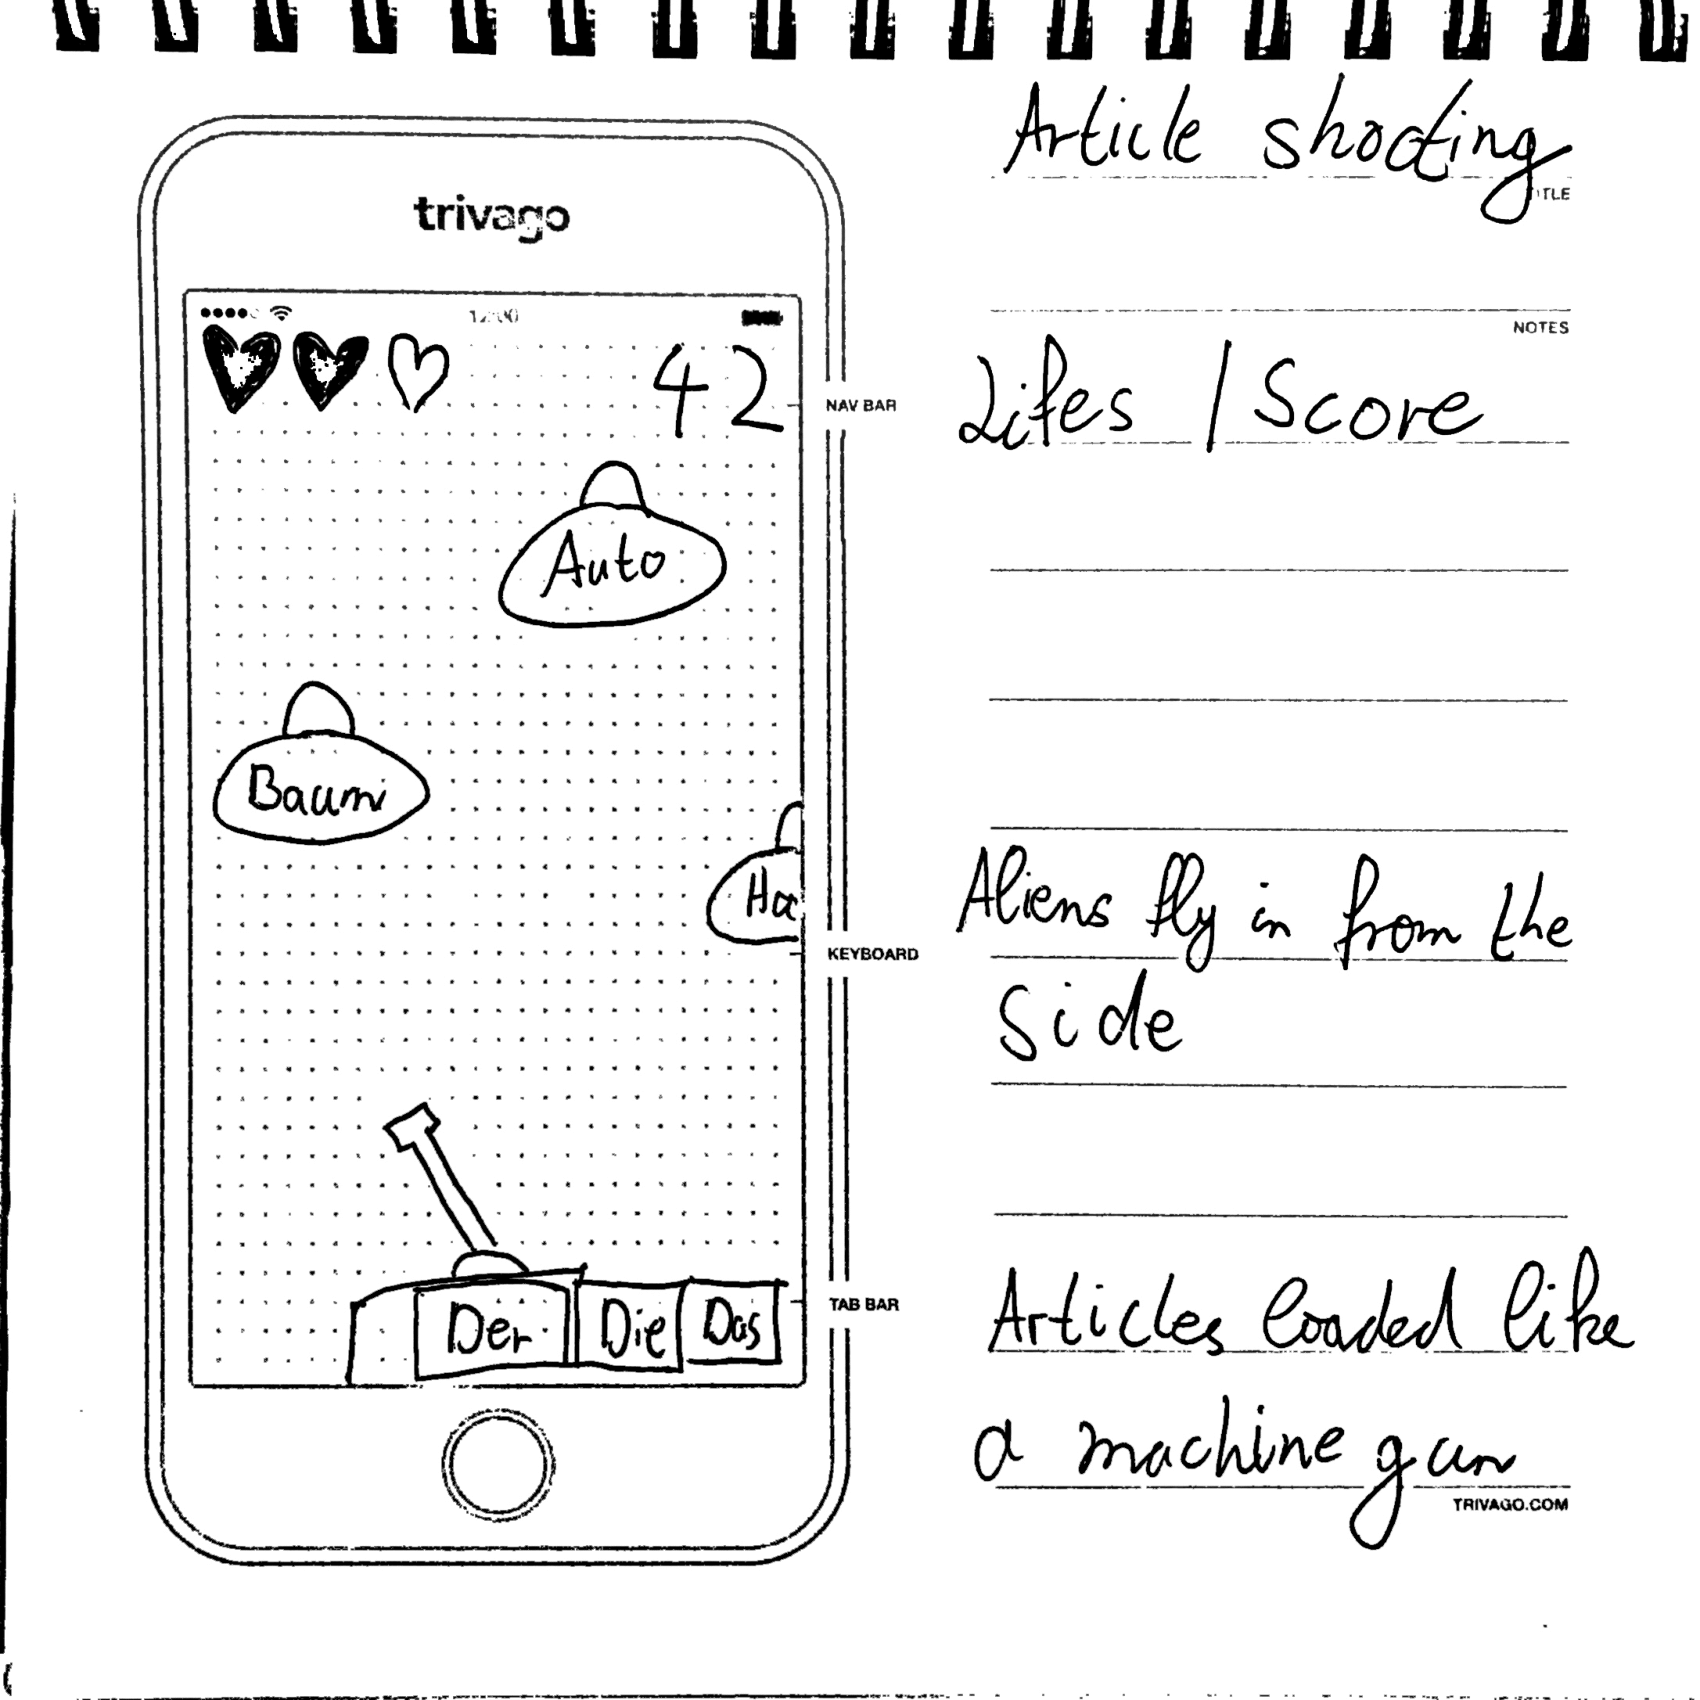 Article shooting
TITLE
trivago
12:00
NOTES
42
NAV BAR
Lifes / Score
Auto
Baum
Ha
KEYBOARD
Aliens fly in from the
side
Der Die Das
TAB BAR
Articles loaded like
a machine gun
TRIVAGO.COM